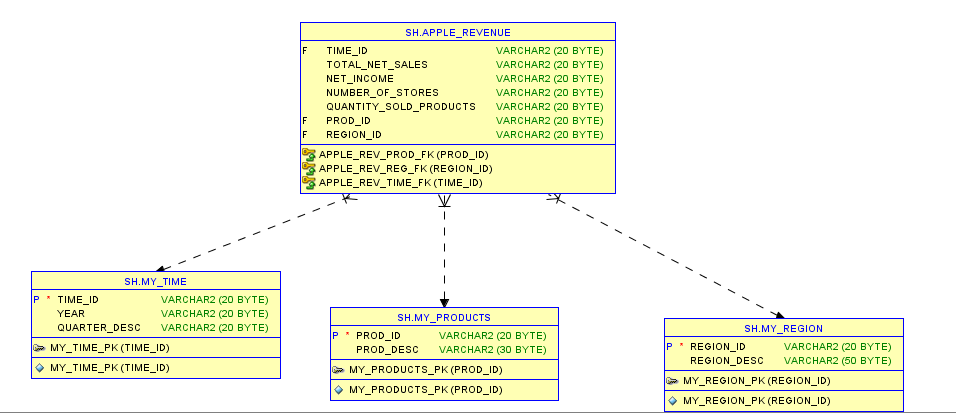 SH.APPLE_REVENUE
F TIME_ID VARCHAR2 (20 BYTE)
TOTAL_NET_SALES VARCHAR2 (20 BYTE)
NET_INCOME VARCHAR2 (20 BYTE)
NUMBER_OF_STORES VARCHAR2 (20 BYTE)
QUANTITY_SOLD_PRODUCTS VARCHAR2 (20 BYTE)
F PROD_ID VARCHAR2 (20 BYTE)
F REGION_ID VARCHAR2 (20 BYTE)
APPLE_REV_PROD_FK (PROD_ID)
APPLE_REV_REG_FK (REGION_ID)
APPLE_REV_TIME_FK (TIME_ID)
SH.MY_TIME
P * TIME_ID VARCHAR2 (20 BYTE)
YEAR VARCHAR2 (20 BYTE)
QUARTER_DESC VARCHAR2 (20 BYTE)
MY_TIME_PK (TIME_ID)
MY_TIME_PK (TIME_ID)
SH.MY_PRODUCTS
P * PROD_ID VARCHAR2 (20 BYTE)
PROD_DESC VARCHAR2 (30 BYTE)
MY_PRODUCTS_PK (PROD_ID)
MY_PRODUCTS_PK (PROD_ID)
SH.MY_REGION
P * REGION_ID VARCHAR2 (20 BYTE)
REGION_DESC VARCHAR2 (50 BYTE)
MY_REGION_PK (REGION_ID)
MY_REGION_PK (REGION_ID)